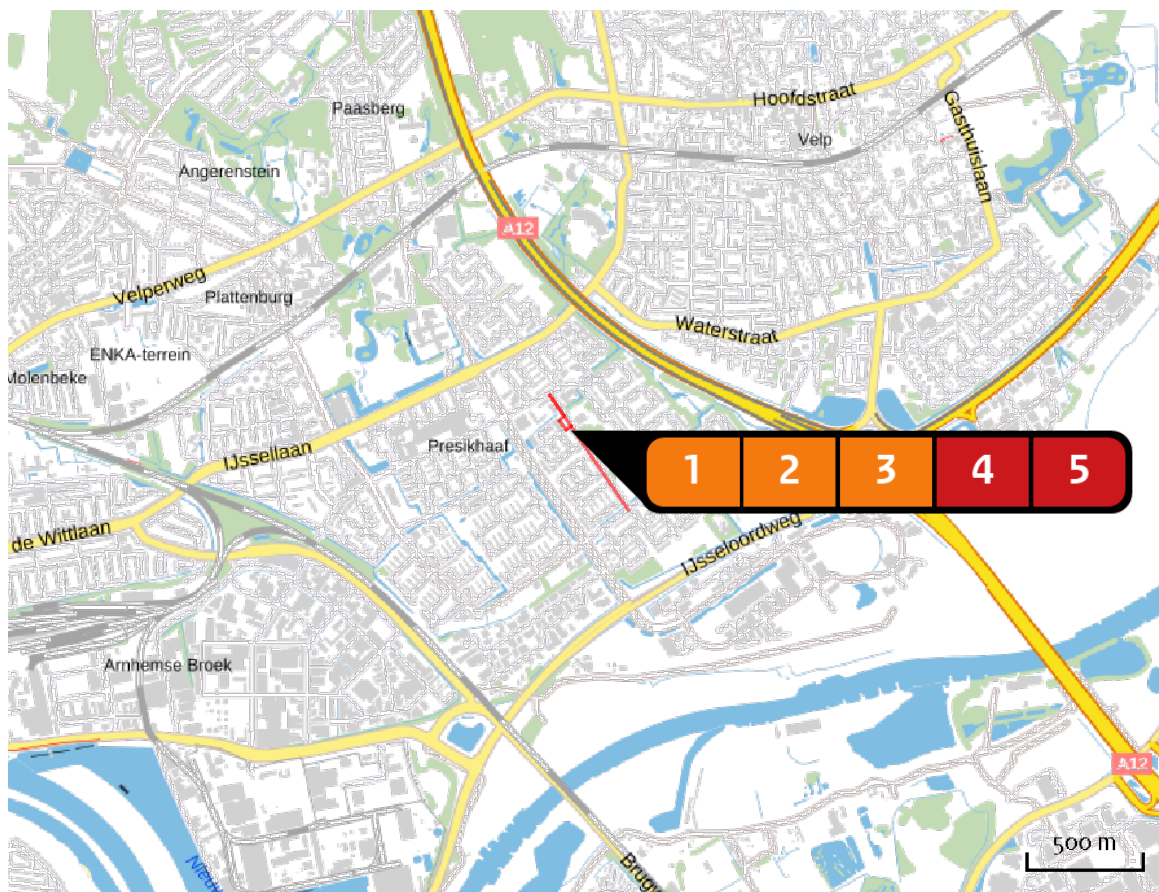 Hoofdstraat
Paasberg
Gasthuislaan
Velp
Angerenstein
A12
Velperweg
Plattenburg
Waterstraat
ENKA-terrein
Molenbeke
Presikhaaf
IJssellaan
1 2 3 4 5
de Wittlaan
IJsseloordweg
Arnhemse Broek
A12
500 m